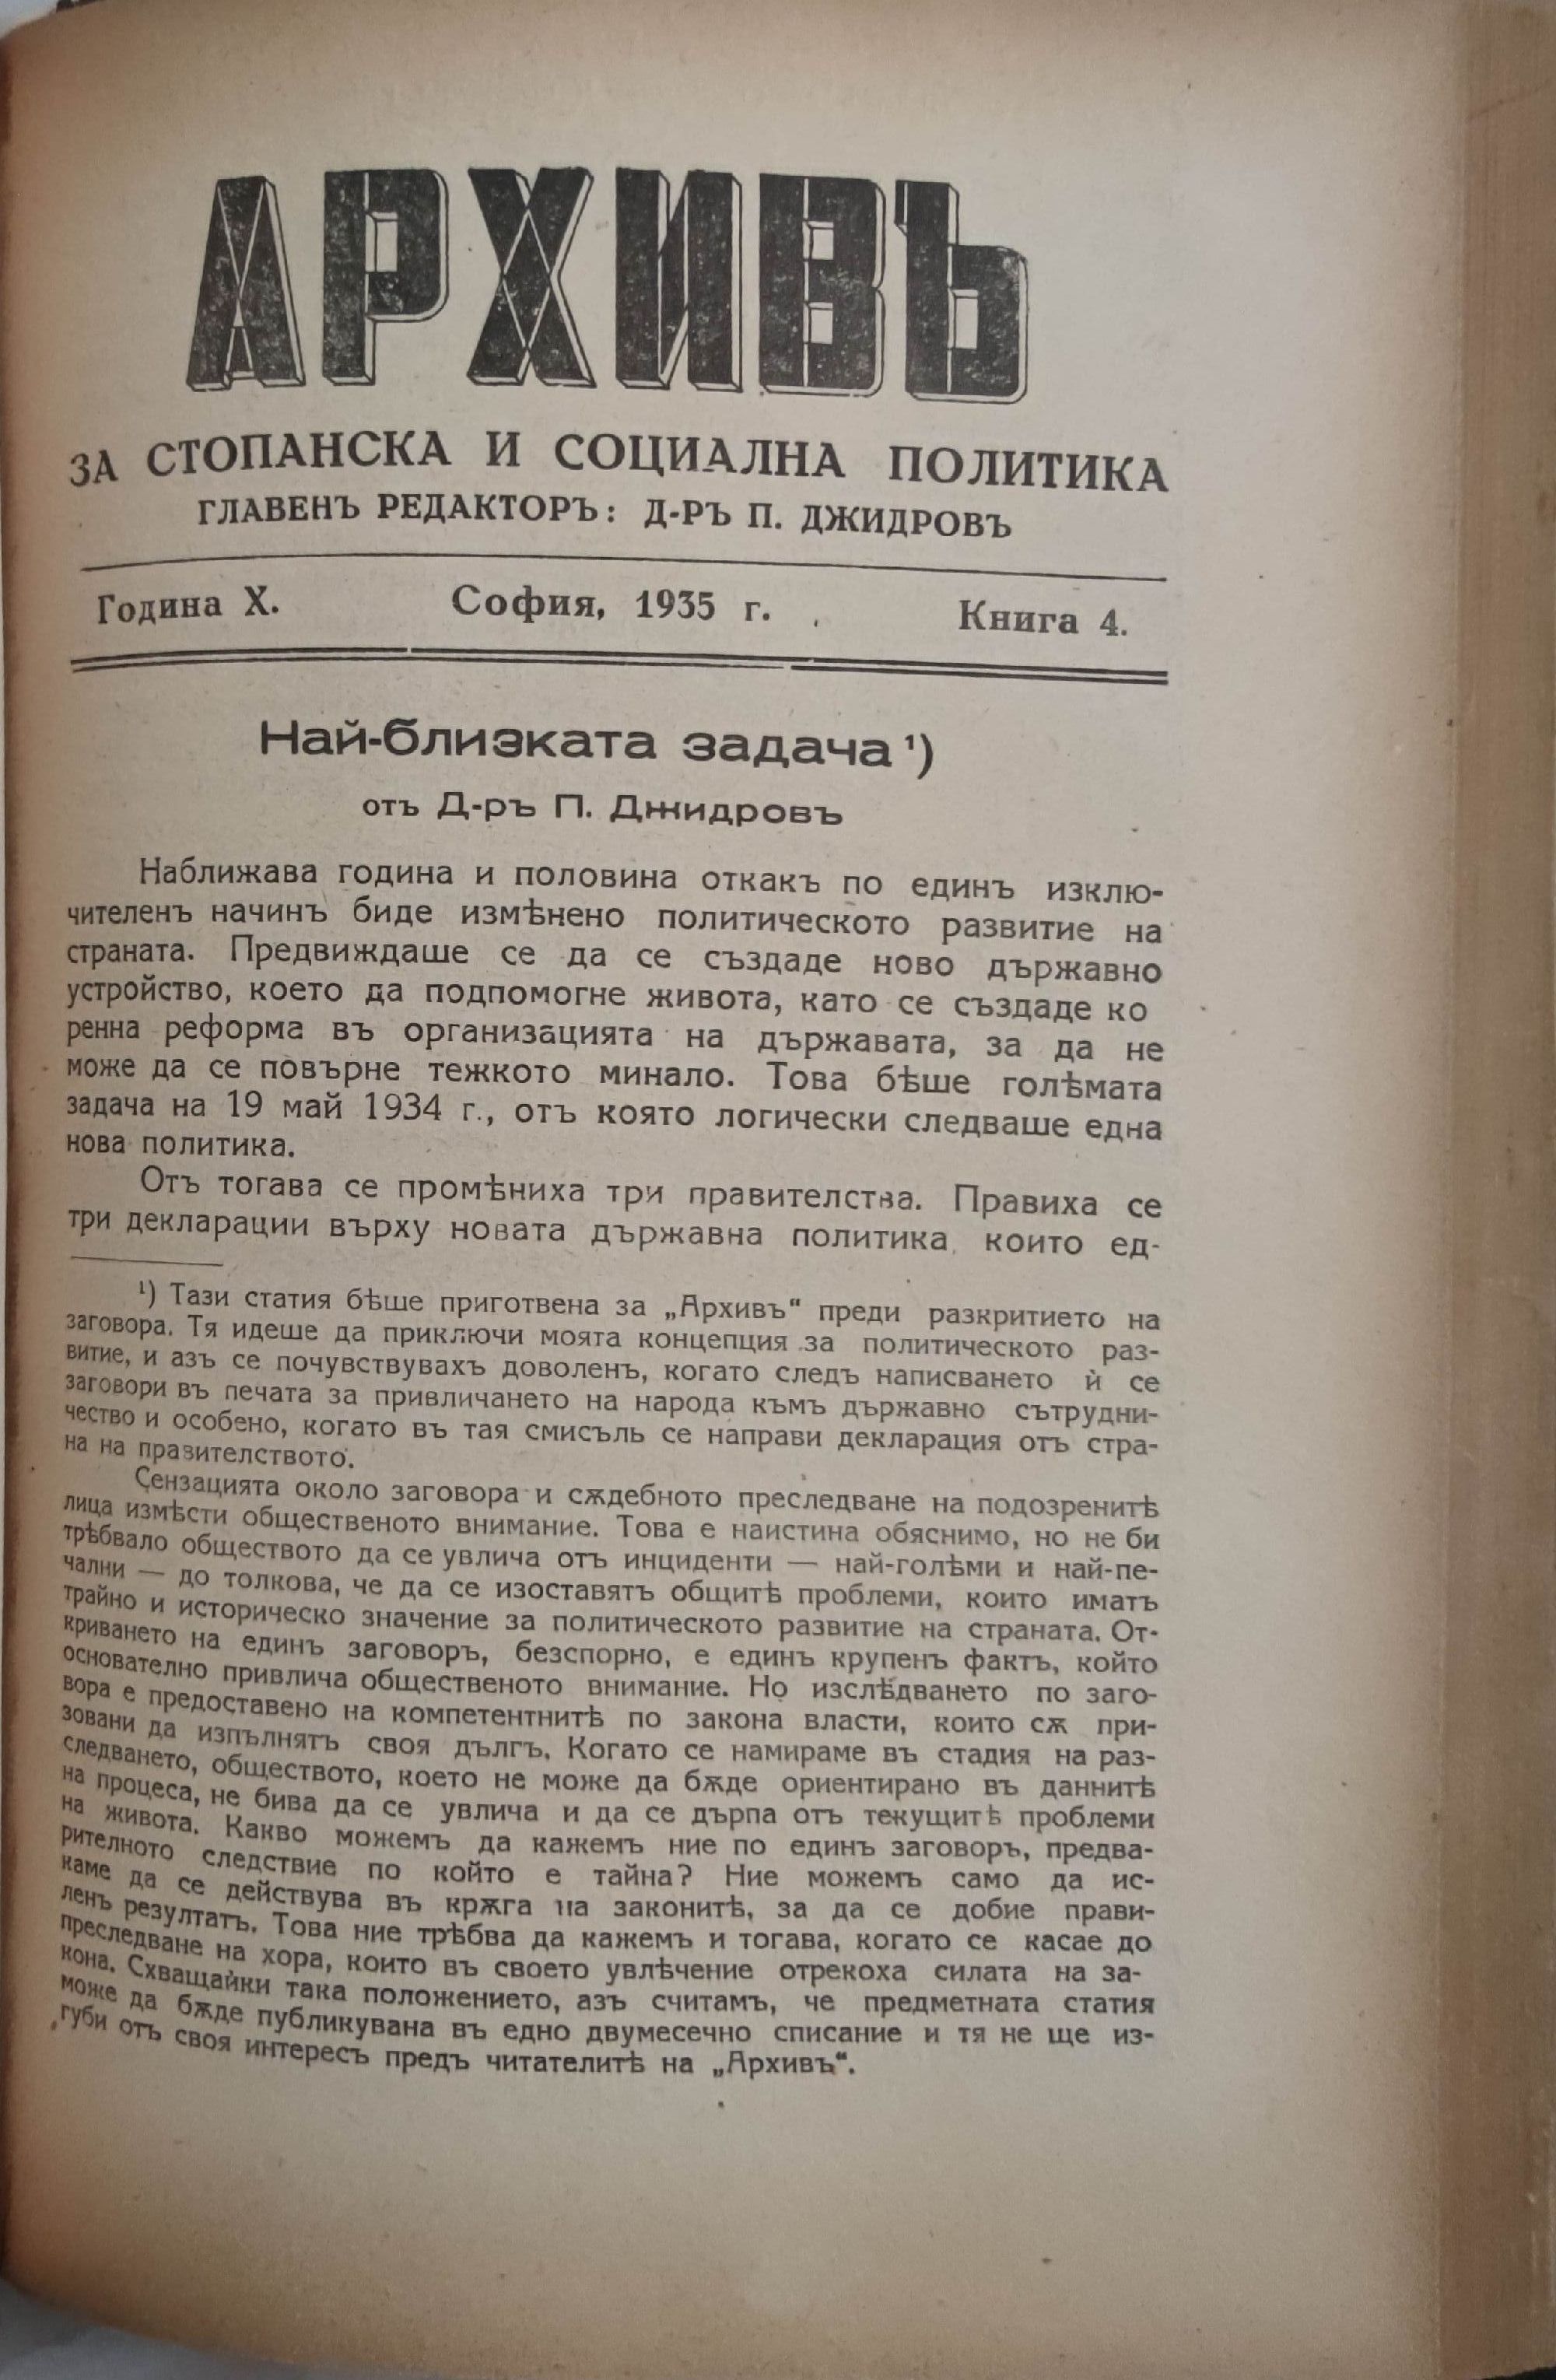 АРХИВЪ
ЗА СТОПАНСКА И СОЦИАЛНА ПОЛИТИКА
ГЛАВЕНЪ РЕДАКТОРЪ: Д-РЪ П. ДЖИДРОВЪ
Година X. София, 1935 г. Книга 4.
Най-близката задача ¹)
отъ Д-ръ П. Джидровъ
Наближава година и половина откакъ по единъ изклю-
чителенъ начинъ биде измѣнено политическото развитие на
страната. Предвиждаше се да се създаде ново държавно
устройство, което да подпомогне живота, като се създаде ко
ренна реформа въ организацията на държавата, за да не
може да се повърне тежкото минало. Това бѣше голѣмата
задача на 19 май 1934 г., отъ която логически следваше една
нова политика.
Отъ тогава се промѣниха три правителства. Правиха се
три декларации върху новата държавна политика, които ед-
¹) Тази статия бѣше приготвена за „Архивъ“ преди разкритието на
заговора. Тя идеше да приключи моята концепция за политическото раз-
витие, и азъ се почувствувахъ доволенъ, когато следъ написването ѝ се
заговори въ печата за привличането на народа къмъ държавно сътрудни-
чество и особено, когато въ тая смисъль се направи декларация отъ стра-
на на правителството.
Сензацията около заговора и сѫдебното преследване на подозренитѣ
лица измѣсти общественото внимание. Това е наистина обяснимо, но не би
трѣбвало обществото да се увлича отъ инциденти — най-голѣми и най-пе-
чални — до толкова, че да се изоставятъ общитѣ проблеми, които иматъ
трайно и историческо значение за политическото развитие на страната. От-
криването на единъ заговоръ, безспорно, е единъ крупенъ фактъ, който
основателно привлича общественото внимание. Но изслѣдването по заго-
вора е предоставено на компетентнитѣ по закона власти, които сѫ при-
зовани да изпълнятъ своя дългъ. Когато се намираме въ стадия на раз-
следването, обществото, което не може да бѫде ориентирано въ даннитѣ
на процеса, не бива да се увлича и да се дърпа отъ текущитѣ проблеми
на живота. Какво можемъ да кажемъ ние по единъ заговоръ, предва-
рителното следствие по който е тайна? Ние можемъ само да ис-
каме да се действува въ крѫга на законитѣ, за да се добие прави-
ленъ резултатъ. Това ние трѣбва да кажемъ и тогава, когато се касае до
преследване на хора, които въ своето увлѣчение отрекоха силата на за-
кона. Схващайки така положението, азъ считамъ, че предметната статия
може да бѫде публикувана въ едно двумесечно списание и тя не ще из-
губи отъ своя интересъ предъ читателитѣ на „Архивъ“.